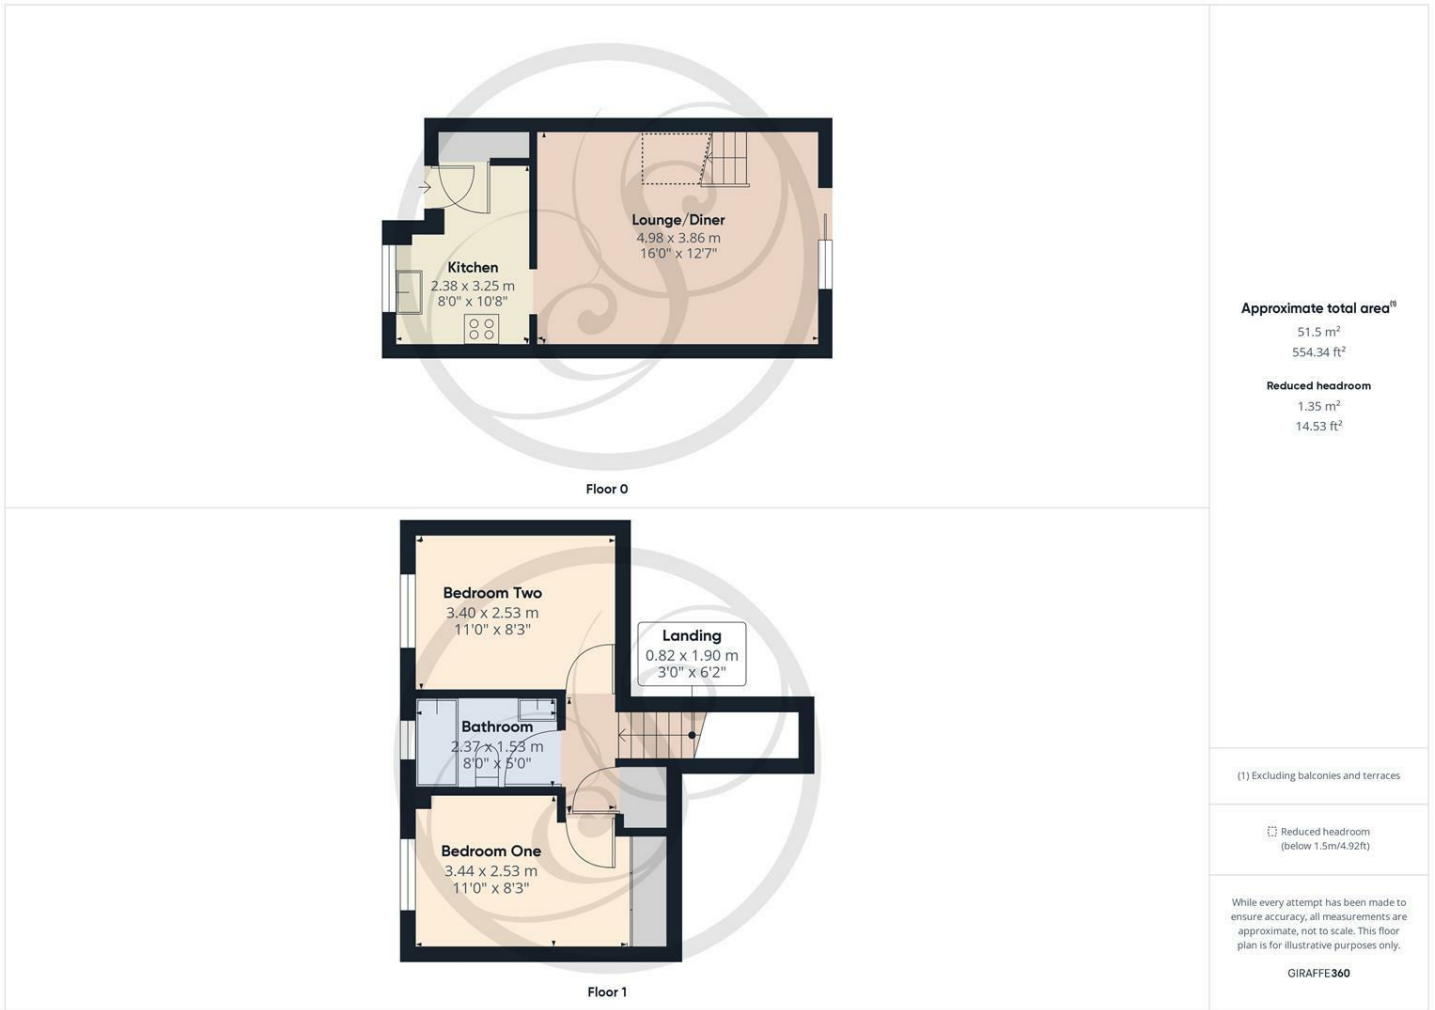 Lounge/Diner
4.98 x 3.86 m
16'0" x 12'7"
Kitchen
2.38 x 3.25 m
8'0" x 10'8"
Floor 0
Bedroom Two
3.40 x 2.53 m
11'0" x 8'3"
Landing
0.82 x 1.90 m
3'0" x 6'2"
Bathroom
2.37 x 1.53 m
8'0" x 5'0"
Bedroom One
3.44 x 2.53 m
11'0" x 8'3"
Floor 1
Approximate total area⁽¹⁾
51.5 m²
554.34 ft²
Reduced headroom
1.35 m²
14.53 ft²
(1) Excluding balconies and terraces
Reduced headroom
(below 1.5m/4.92ft)
While every attempt has been made to
ensure accuracy, all measurements are
approximate, not to scale. This floor
plan is for illustrative purposes only.
GIRAFFE360